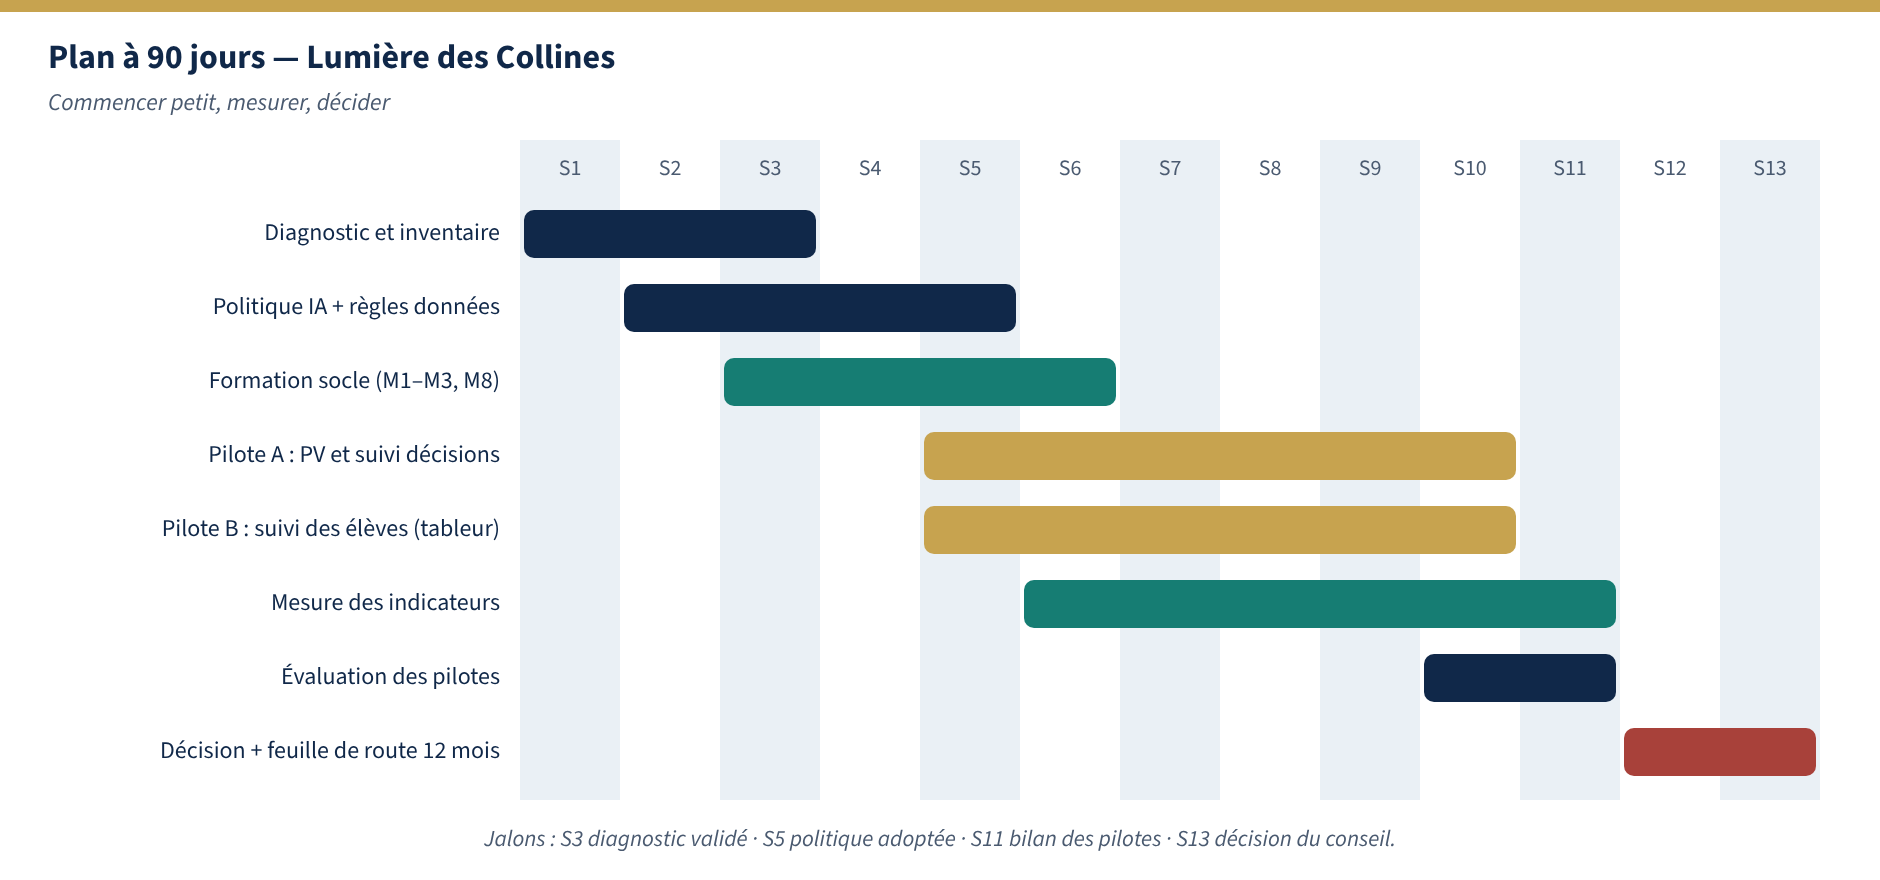 Plan à 90 jours — Lumière des Collines
Commencer petit, mesurer, décider
S1 S2 S3 S4 S5 S6 S7 S8 S9 S10 S11 S12 S13
Diagnostic et inventaire
Politique IA + règles données
Formation socle (M1–M3, M8)
Pilote A : PV et suivi décisions
Pilote B : suivi des élèves (tableur)
Mesure des indicateurs
Évaluation des pilotes
Décision + feuille de route 12 mois
Jalons : S3 diagnostic validé · S5 politique adoptée · S11 bilan des pilotes · S13 décision du conseil.